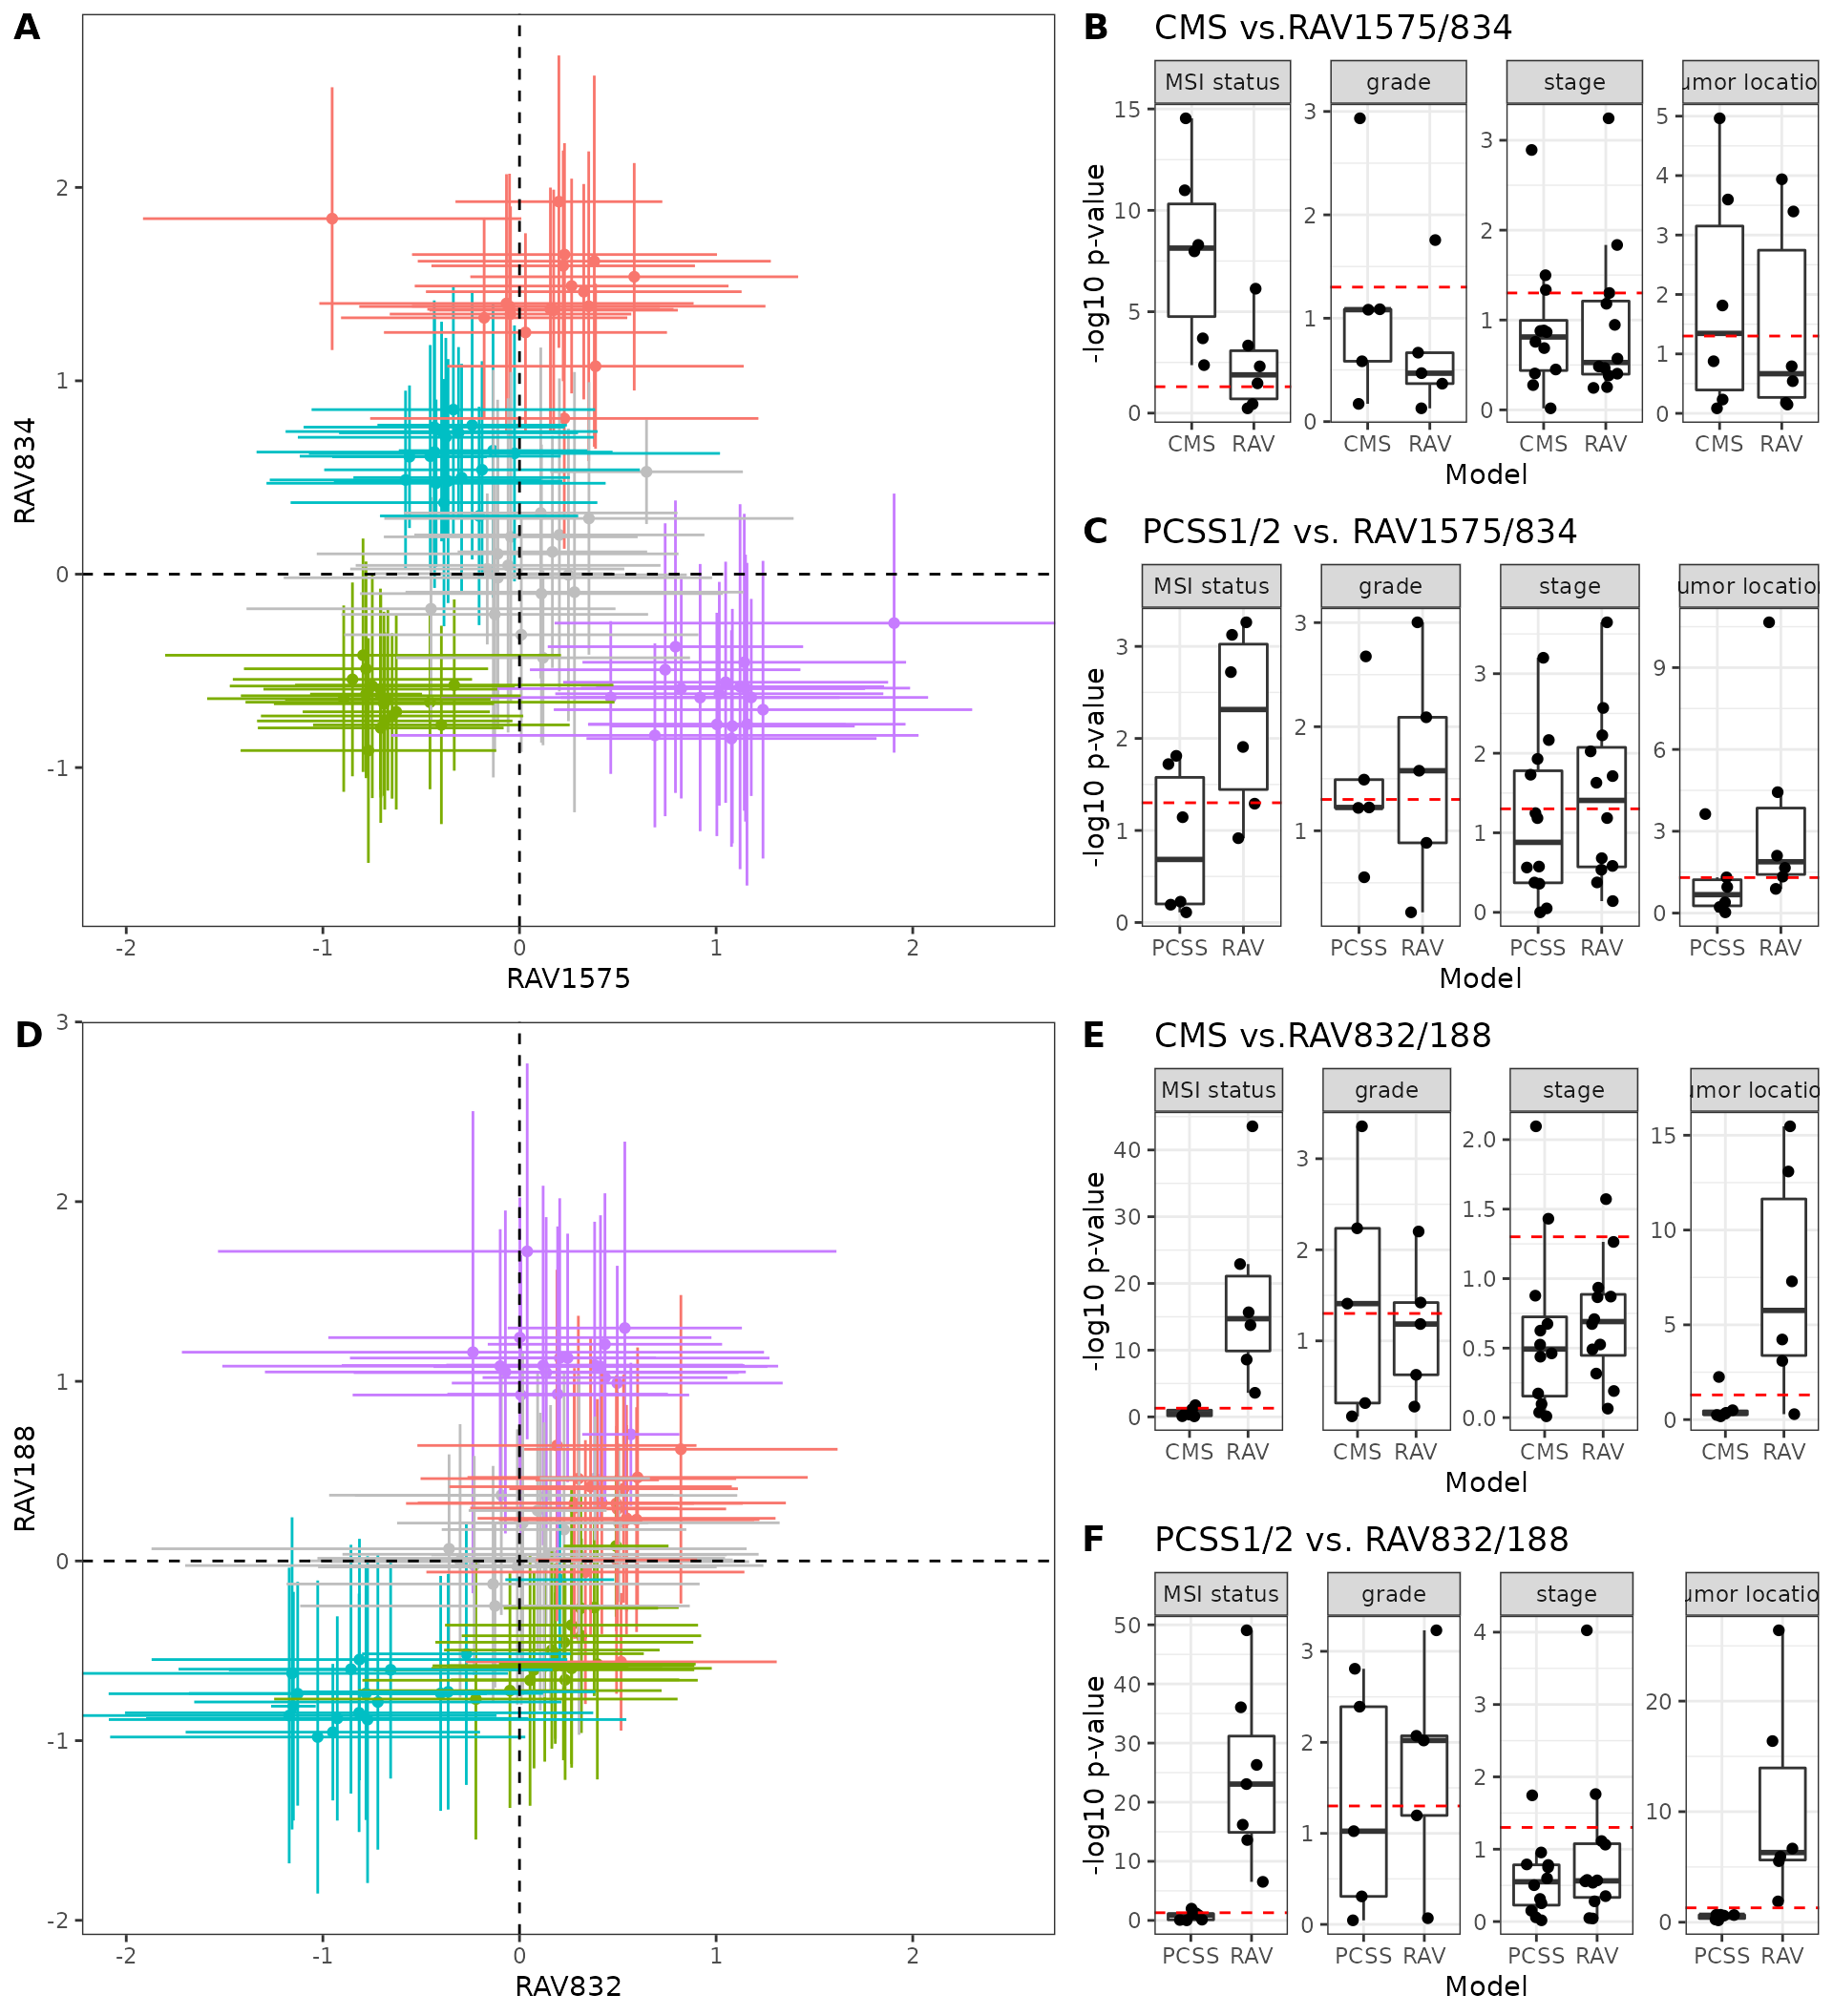 A
2
1
0
-1
-2
-1
0
1
2
RAV834
RAV1575
B
CMS vs.RAV1575/834
MSI status
grade
stage
umor locatio
15
10
5
0
3
2
1
0
3
2
1
0
5
4
3
2
1
0
CMS RAV
CMS RAV
CMS RAV
CMS RAV
-log10 p-value
Model
C
PCSS1/2 vs. RAV1575/834
MSI status
grade
stage
umor location
3
2
1
0
3
2
1
3
2
1
0
9
6
3
0
PCSS RAV
PCSS RAV
PCSS RAV
PCSS RAV
-log10 p-value
Model
D
3
2
1
0
-1
-2
-2
-1
0
1
2
RAV188
RAV832
E
CMS vs.RAV832/188
MSI status
grade
stage
umor locatio
40
30
20
10
0
3
2
1
2.0
1.5
1.0
0.5
0.0
15
10
5
0
CMS RAV
CMS RAV
CMS RAV
CMS RAV
-log10 p-value
Model
F
PCSS1/2 vs. RAV832/188
MSI status
grade
stage
umor locatio
50
40
30
20
10
0
3
2
1
0
4
3
2
1
0
20
10
0
PCSS RAV
PCSS RAV
PCSS RAV
PCSS RAV
-log10 p-value
Model